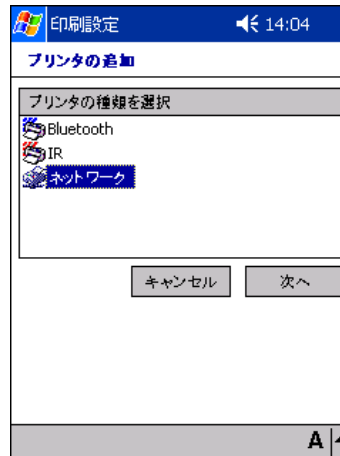 印刷設定 14:04
プリンタの追加
プリンタの種類を選択
Bluetooth
IR
ネットワーク
キャンセル 次へ
A